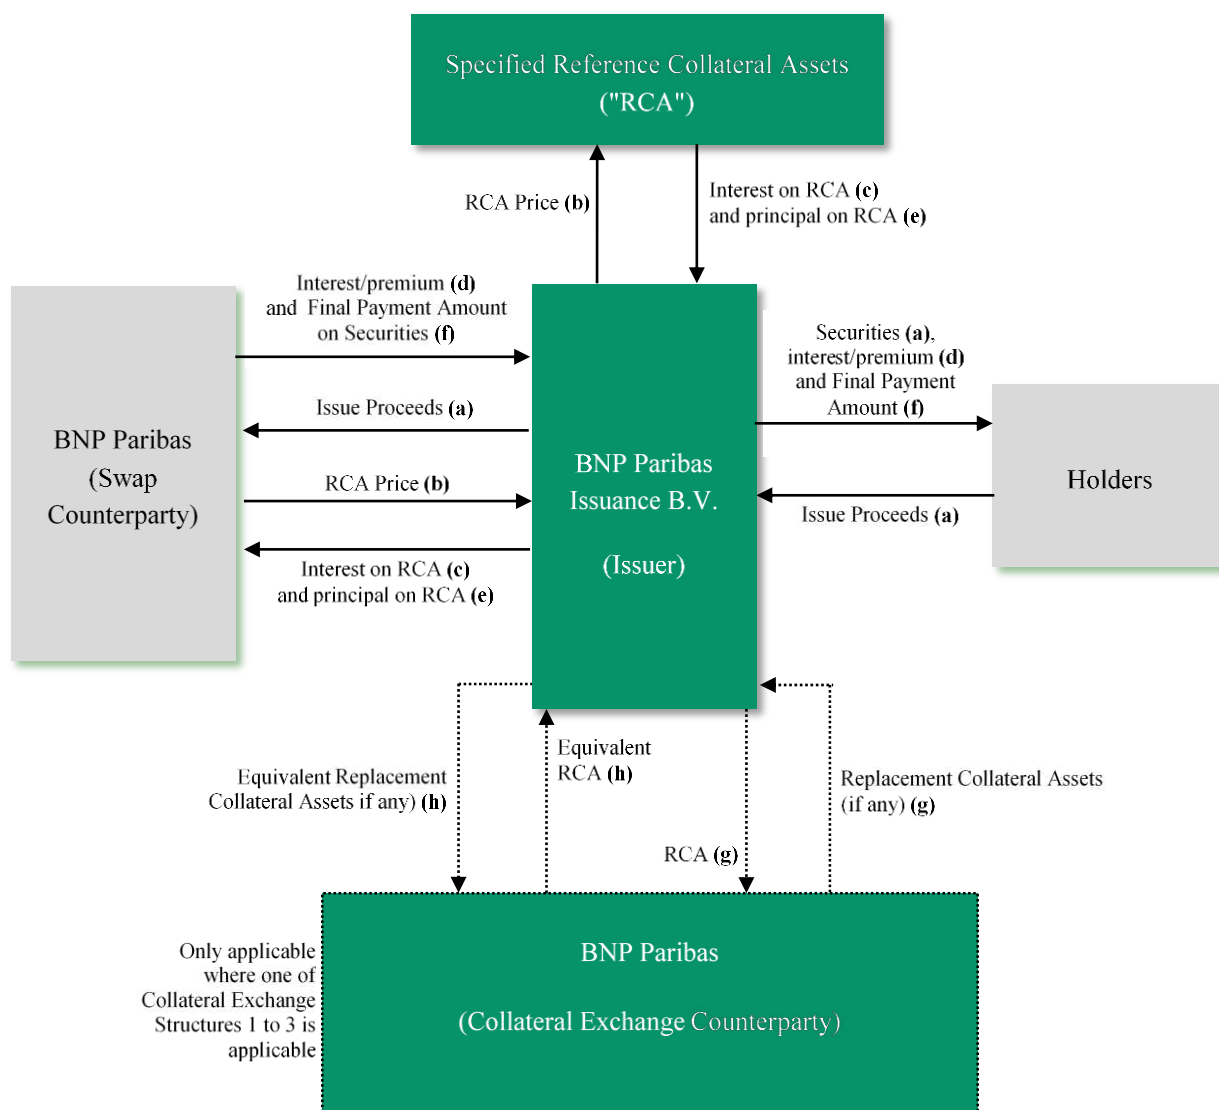 Specified Reference Collateral Assets
("RCA")
RCA Price (b)
Interest on RCA (c)
and principal on RCA (e)
Interest/premium (d)
and Final Payment Amount
on Securities (f)
Issue Proceeds (a)
RCA Price (b)
Interest on RCA (c)
and principal on RCA (e)
BNP Paribas
(Swap
Counterparty)
BNP Paribas
Issuance B.V.
(Issuer)
Securities (a),
interest/premium (d)
and Final Payment
Amount (f)
Issue Proceeds (a)
Holders
Equivalent Replacement
Collateral Assets if any) (h)
Equivalent
RCA (h)
RCA (g)
Replacement Collateral Assets
(if any) (g)
Only applicable
where one of
Collateral Exchange
Structures 1 to 3 is
applicable
BNP Paribas
(Collateral Exchange Counterparty)